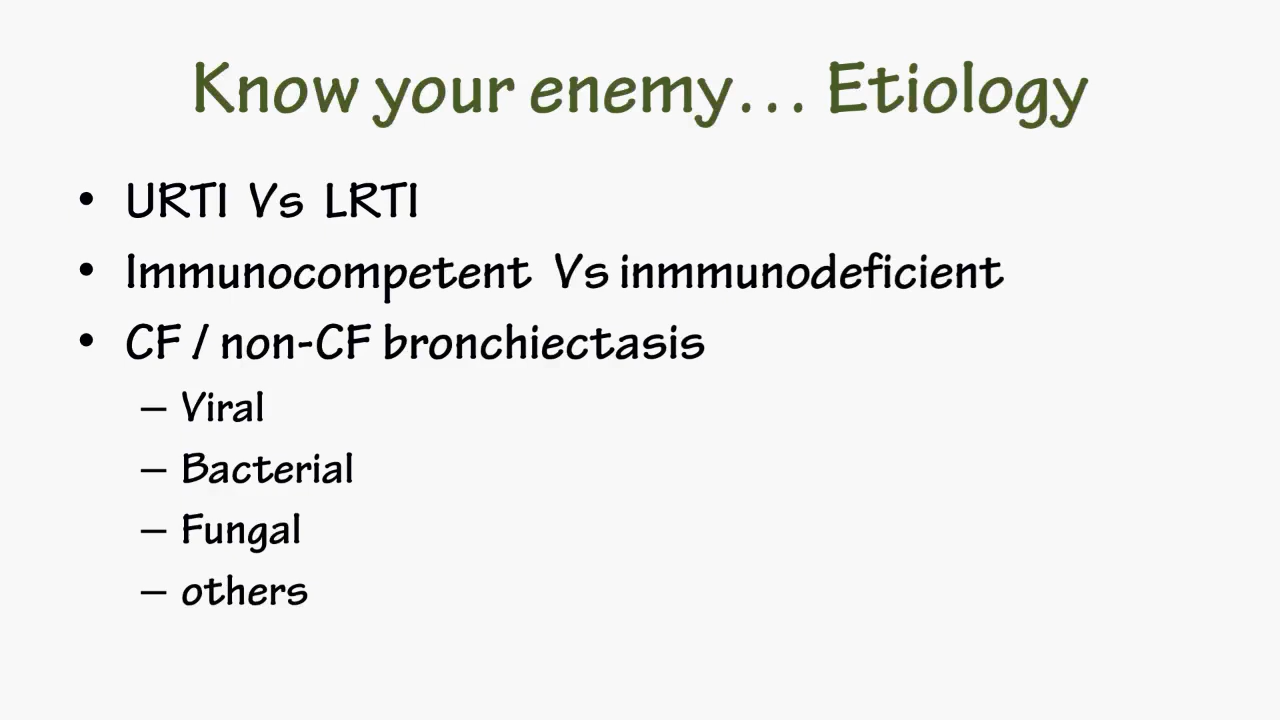 Know your enemy... Etiology
• URTI Vs LRTI
• Immunocompetent Vs inmmunodeficient
• CF / non-CF bronchiectasis
– Viral
– Bacterial
– Fungal
– others